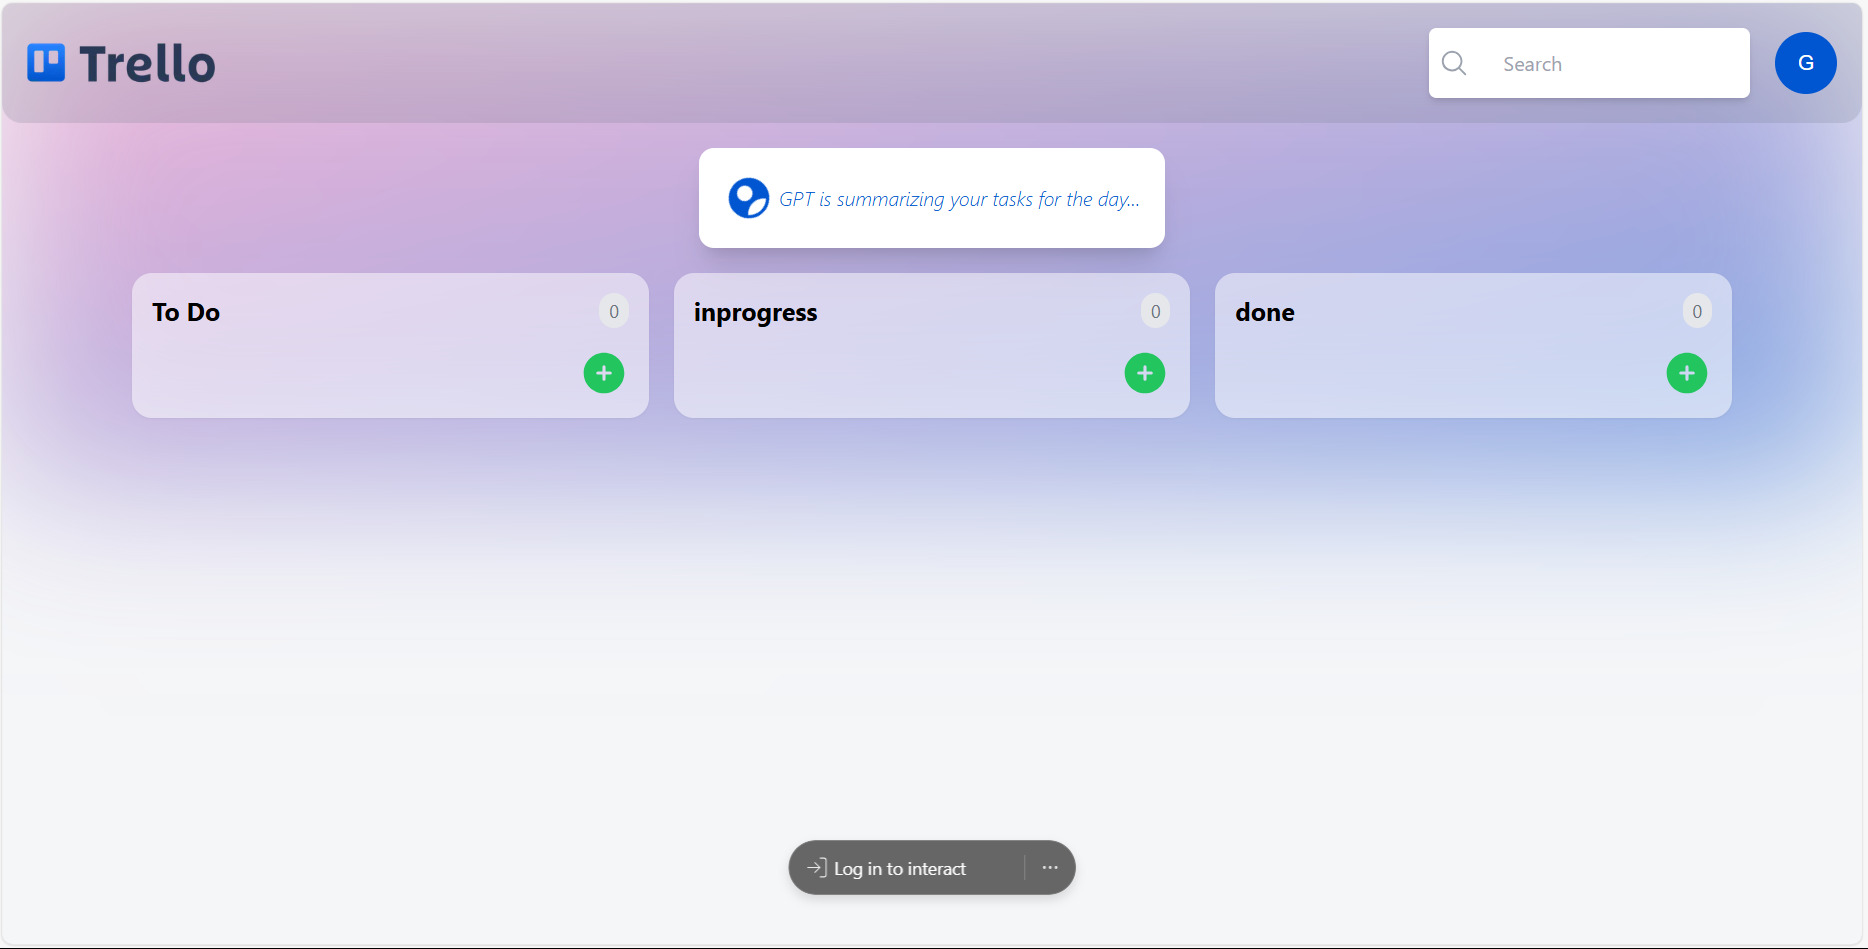 Trello
Search
G
GPT is summarizing your tasks for the day...
To Do
0
inprogress
0
done
0
Log in to interact